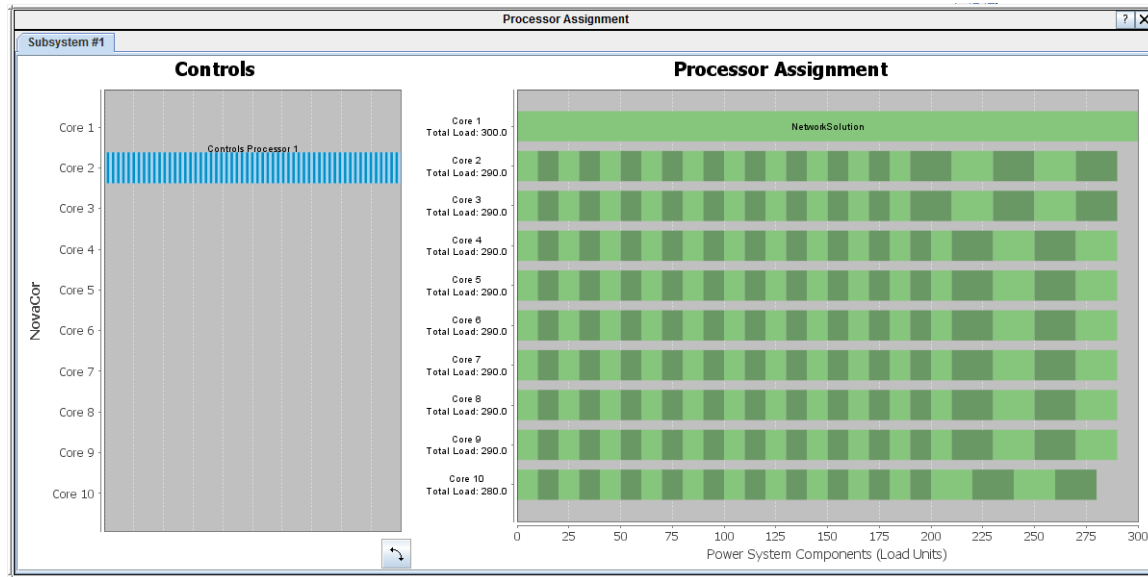 Processor Assignment
?
Subsystem #1
Controls
Processor Assignment
NovaCor
Core 1
Core 2
Core 3
Core 4
Core 5
Core 6
Core 7
Core 8
Core 9
Core 10
Controls Processor 1
Core 1
Total Load: 300.0
NetworkSolution
Core 2
Total Load: 290.0
Core 3
Total Load: 290.0
Core 4
Total Load: 290.0
Core 5
Total Load: 290.0
Core 6
Total Load: 290.0
Core 7
Total Load: 290.0
Core 8
Total Load: 290.0
Core 9
Total Load: 290.0
Core 10
Total Load: 280.0
0 25 50 75 100 125 150 175 200 225 250 275 300
Power System Components (Load Units)